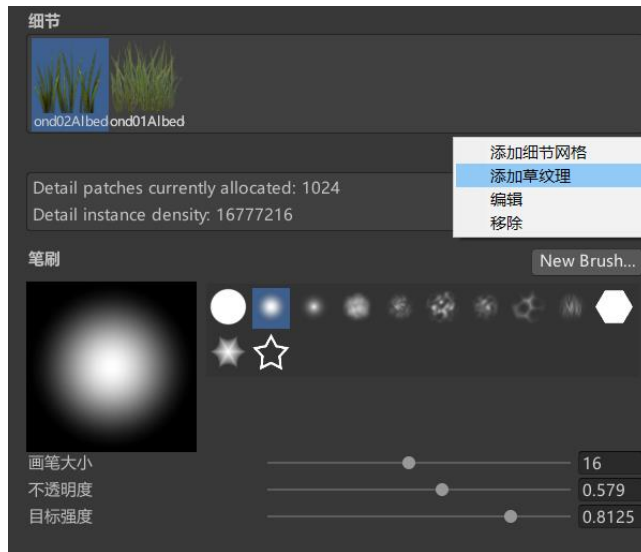 细节
ond02Albed ond01Albed
添加细节网格
添加草纹理
编辑
移除
Detail patches currently allocated: 1024
Detail instance density: 16777216
笔刷
New Brush...
画笔大小 16
不透明度 0.579
目标强度 0.8125